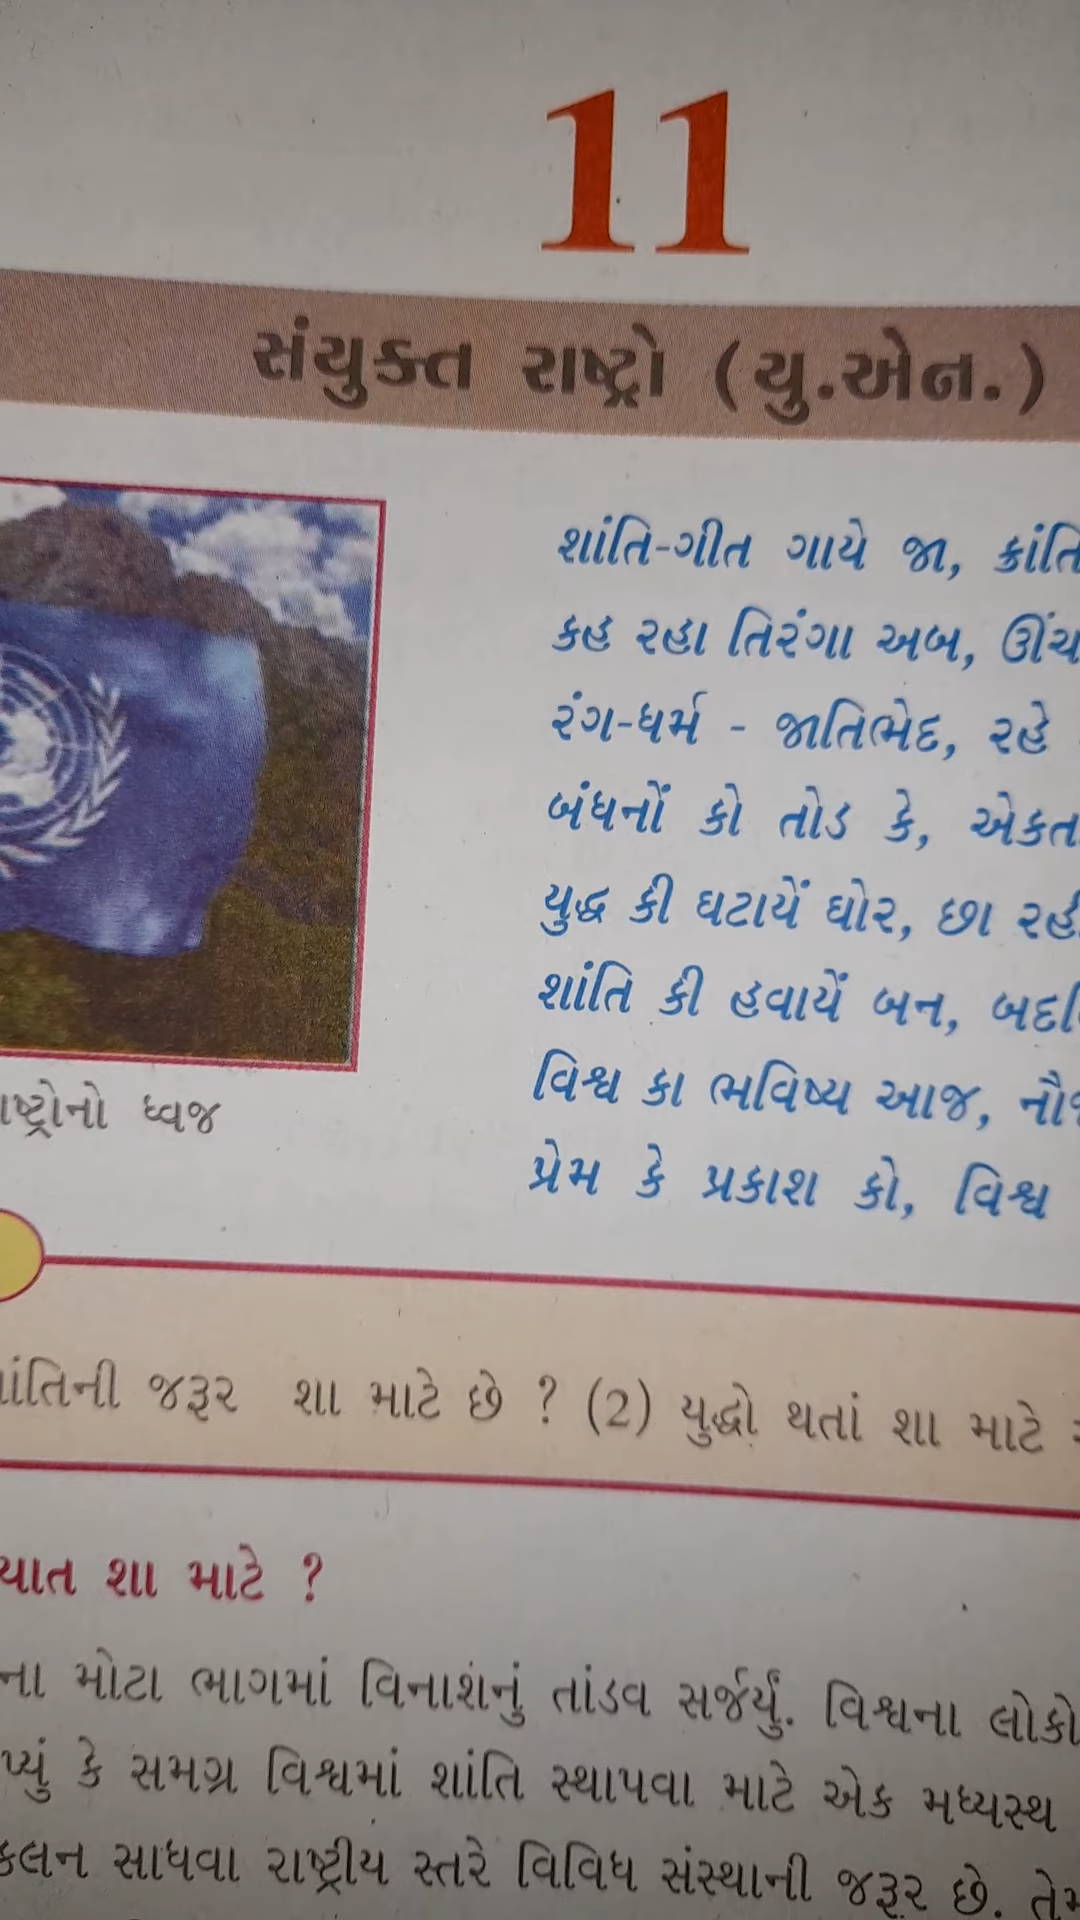 11
સંયુક્ત રાષ્ટ્રો (યુ.એન.)
શાંતિ-ગીત ગાયે જા,
કહ રહા તિરંગા અબ,
રંગ-ધર્મ - જાતિભેદ, રહે
બંધનોં કો તોડ કે,
યુદ્ધ કી ઘટાયેં ઘોર, છા
શાંતિ કી હવાયેં બન,
વિશ્વ કા ભવિષ્ય આજ,
પ્રેમ કે પ્રકાશ કો, વિશ્વ
ધ્વજ
જરૂર શા માટે છે ? (2) યુદ્ધો થતાં શા માટે
શા માટે ?
મોટા ભાગમાં વિનાશનું તાંડવ સર્જર્યું. વિશ્વના લોકો
કે સમગ્ર વિશ્વમાં શાંતિ સ્થાપવા માટે એક મધ્યસ્થ
સાધવા રાષ્ટ્રીય સ્તરે વિવિધ સંસ્થાની જરૂર છે.